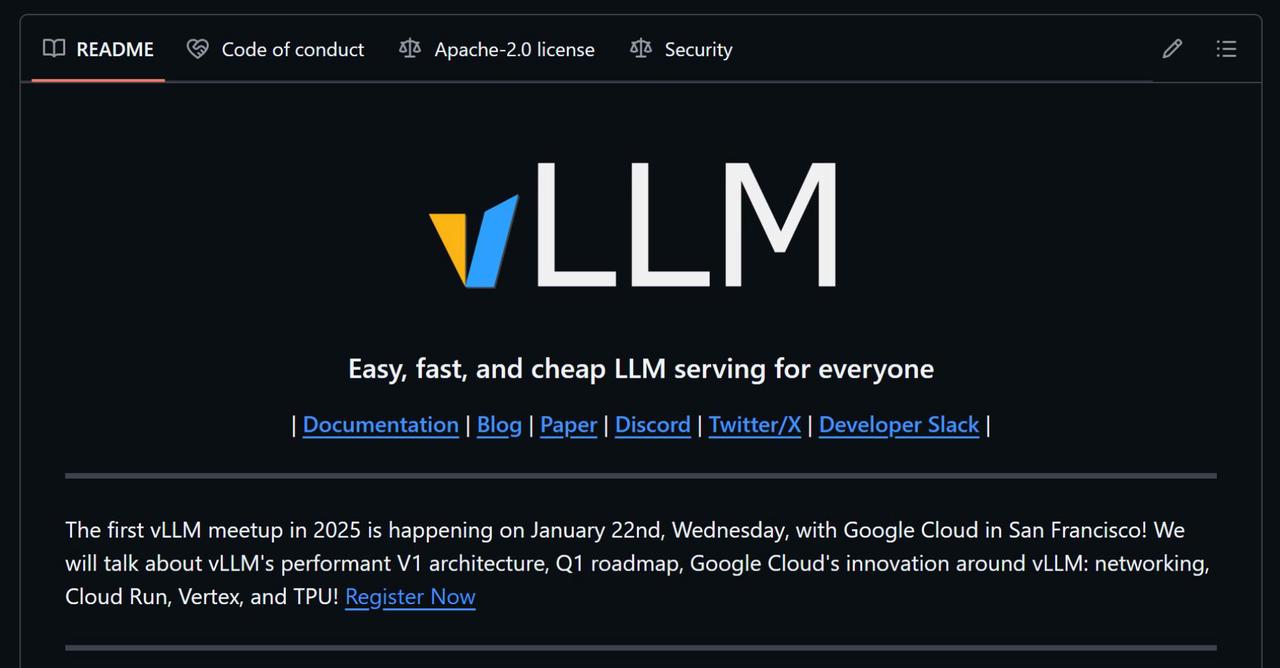 README Code of conduct Apache-2.0 license Security
vLLM
Easy, fast, and cheap LLM serving for everyone
| Documentation | Blog | Paper | Discord | Twitter/X | Developer Slack |
The first vLLM meetup in 2025 is happening on January 22nd, Wednesday, with Google Cloud in San Francisco! We
will talk about vLLM's performant V1 architecture, Q1 roadmap, Google Cloud's innovation around vLLM: networking,
Cloud Run, Vertex, and TPU! Register Now